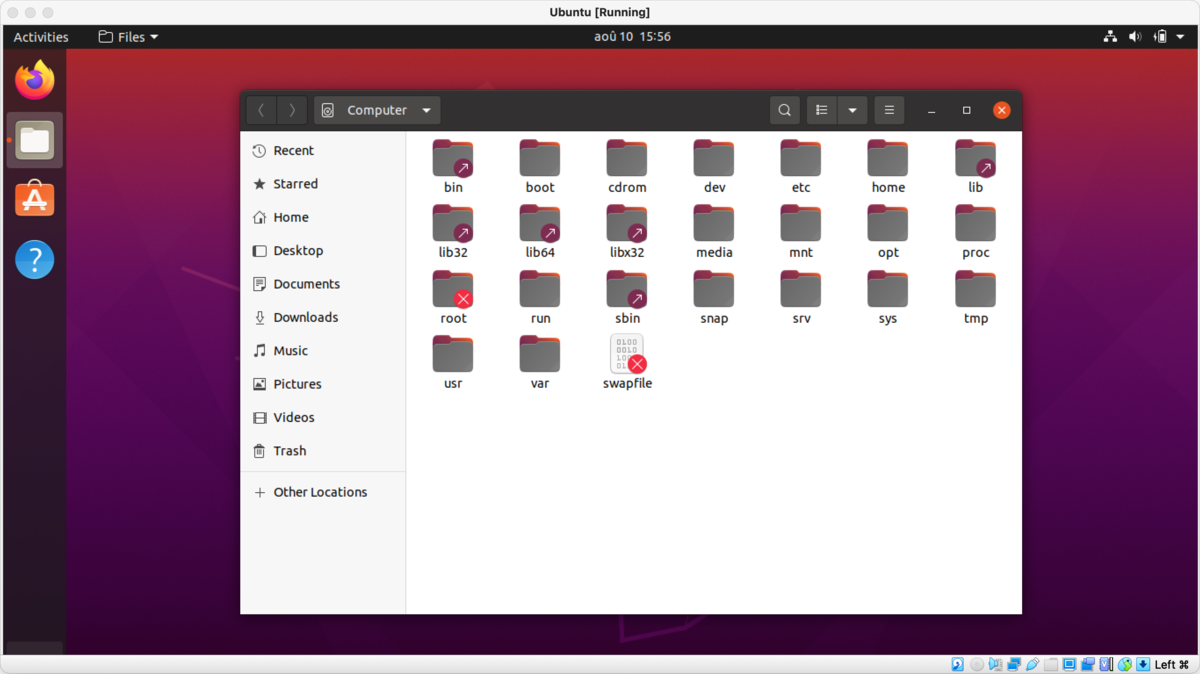 Ubuntu [Running]
Activities
Files
aoû 10 15:56
Computer
Recent
Starred
Home
Desktop
Documents
Downloads
Music
Pictures
Videos
Trash
Other Locations
bin boot cdrom dev etc home lib
lib32 lib64 libx32 media mnt opt proc
root run sbin snap srv sys tmp
usr var swapfile
Left ⌘